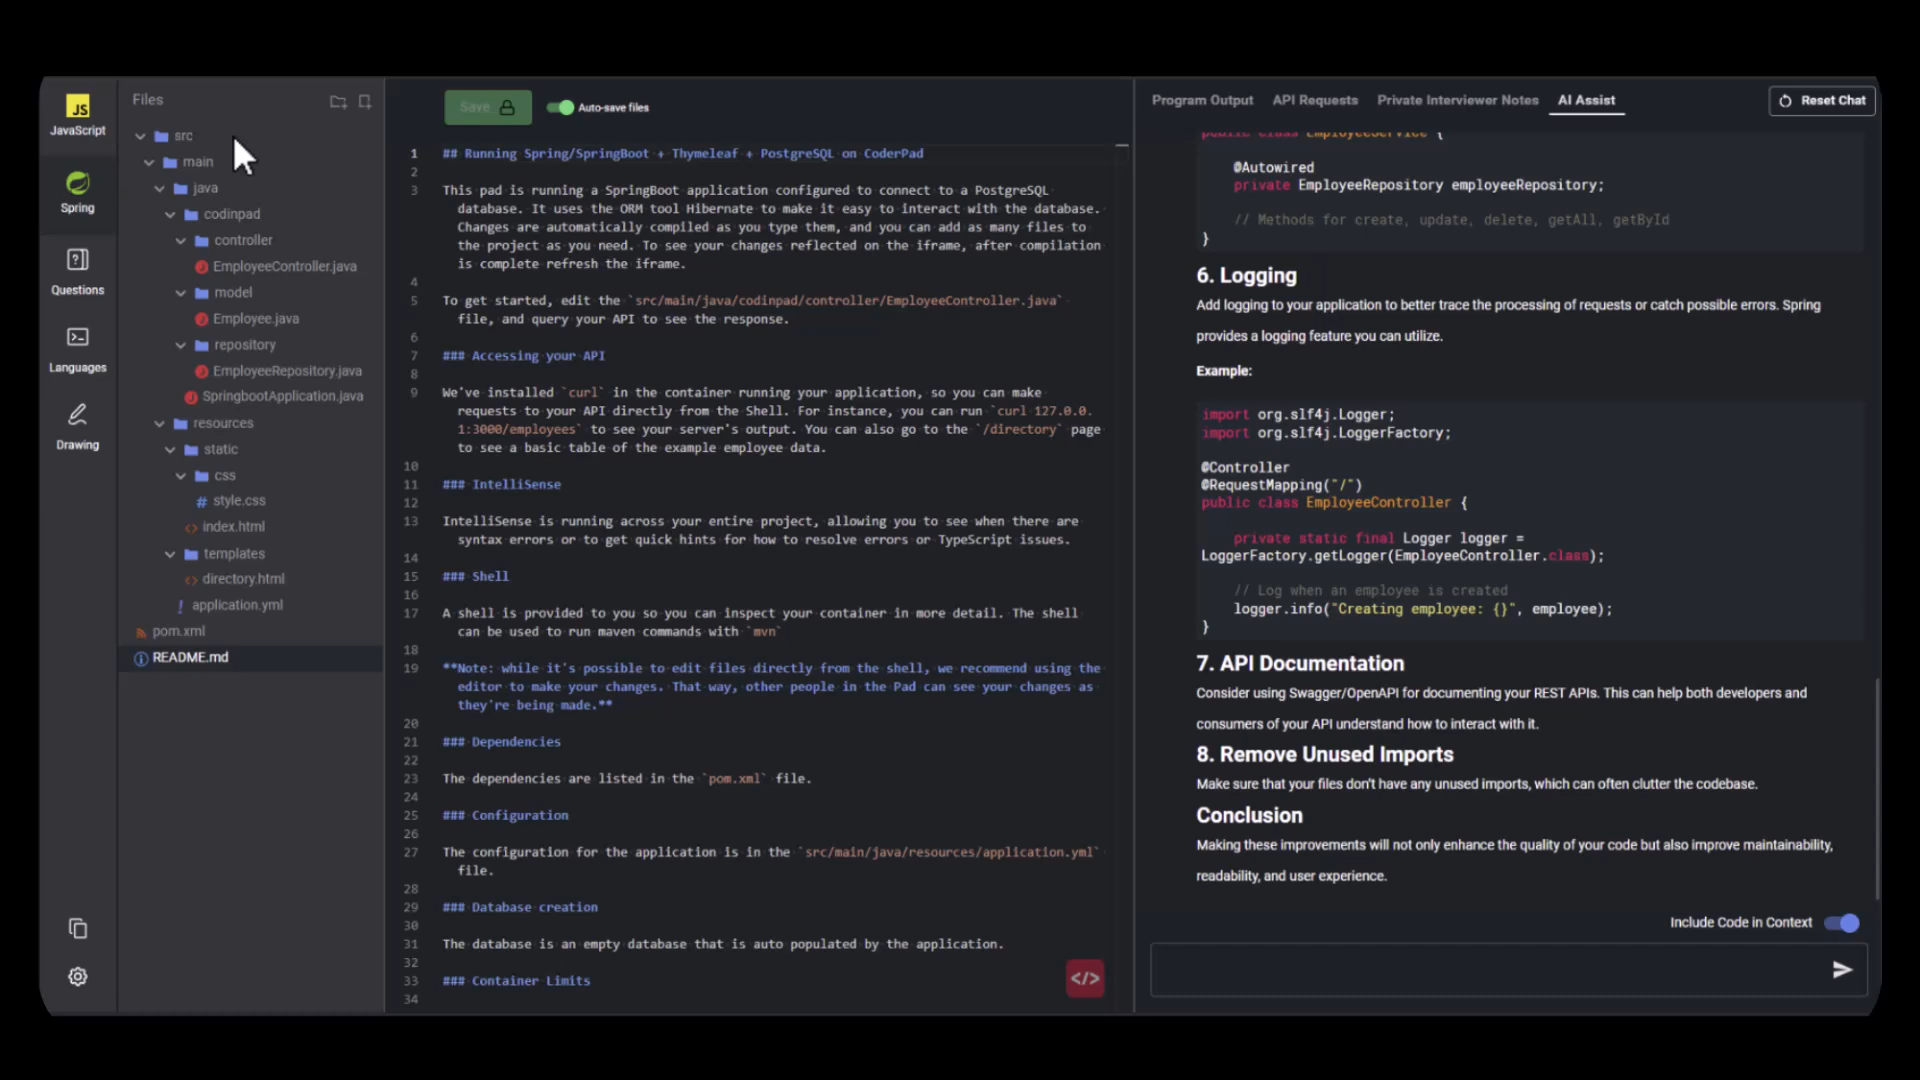 JS
JavaScript
Spring
Questions
Languages
Drawing
Files
src
main
java
codinpad
controller
EmployeeController.java
model
Employee.java
repository
EmployeeRepository.java
SpringbootApplication.java
resources
static
css
# style.css
<> index.html
templates
<> directory.html
! application.yml
pom.xml
README.md
Save
Auto-save files
1 ## Running Spring/SpringBoot + Thymeleaf + PostgreSQL on CoderPad
2
3 This pad is running a SpringBoot application configured to connect to a PostgreSQL
database. It uses the ORM tool Hibernate to make it easy to interact with the database.
Changes are automatically compiled as you type them, and you can add as many files to
the project as you need. To see your changes reflected on the iframe, after compilation
is complete refresh the iframe.
4
5 To get started, edit the `src/main/java/codinpad/controller/EmployeeController.java`
file, and query your API to see the response.
6
7 ### Accessing your API
8
9 We've installed `curl` in the container running your application, so you can make
requests to your API directly from the Shell. For instance, you can run `curl 127.0.0.
1:3000/employees` to see your server's output. You can also go to the `/directory` page
to see a basic table of the example employee data.
10
11 ### IntelliSense
12
13 IntelliSense is running across your entire project, allowing you to see when there are
syntax errors or to get quick hints for how to resolve errors or TypeScript issues.
14
15 ### Shell
16
17 A shell is provided to you so you can inspect your container in more detail. The shell
can be used to run maven commands with `mvn`
18
19 **Note: while it's possible to edit files directly from the shell, we recommend using the
editor to make your changes. That way, other people in the Pad can see your changes as
they're being made.**
20
21 ### Dependencies
22
23 The dependencies are listed in the `pom.xml` file.
24
25 ### Configuration
26
27 The configuration for the application is in the `src/main/java/resources/application.yml`
file.
28
29 ### Database creation
30
31 The database is an empty database that is auto populated by the application.
32
33 ### Container Limits
34
</>
Program Output API Requests Private Interviewer Notes AI Assist
Reset Chat
public class EmployeeService {
@Autowired
private EmployeeRepository employeeRepository;
// Methods for create, update, delete, getAll, getById
}
6. Logging
Add logging to your application to better trace the processing of requests or catch possible errors. Spring
provides a logging feature you can utilize.
Example:
import org.slf4j.Logger;
import org.slf4j.LoggerFactory;
@Controller
@RequestMapping("/")
public class EmployeeController {
private static final Logger logger =
LoggerFactory.getLogger(EmployeeController.class);
// Log when an employee is created
logger.info("Creating employee: {}", employee);
}
7. API Documentation
Consider using Swagger/OpenAPI for documenting your REST APIs. This can help both developers and
consumers of your API understand how to interact with it.
8. Remove Unused Imports
Make sure that your files don't have any unused imports, which can often clutter the codebase.
Conclusion
Making these improvements will not only enhance the quality of your code but also improve maintainability,
readability, and user experience.
Include Code in Context